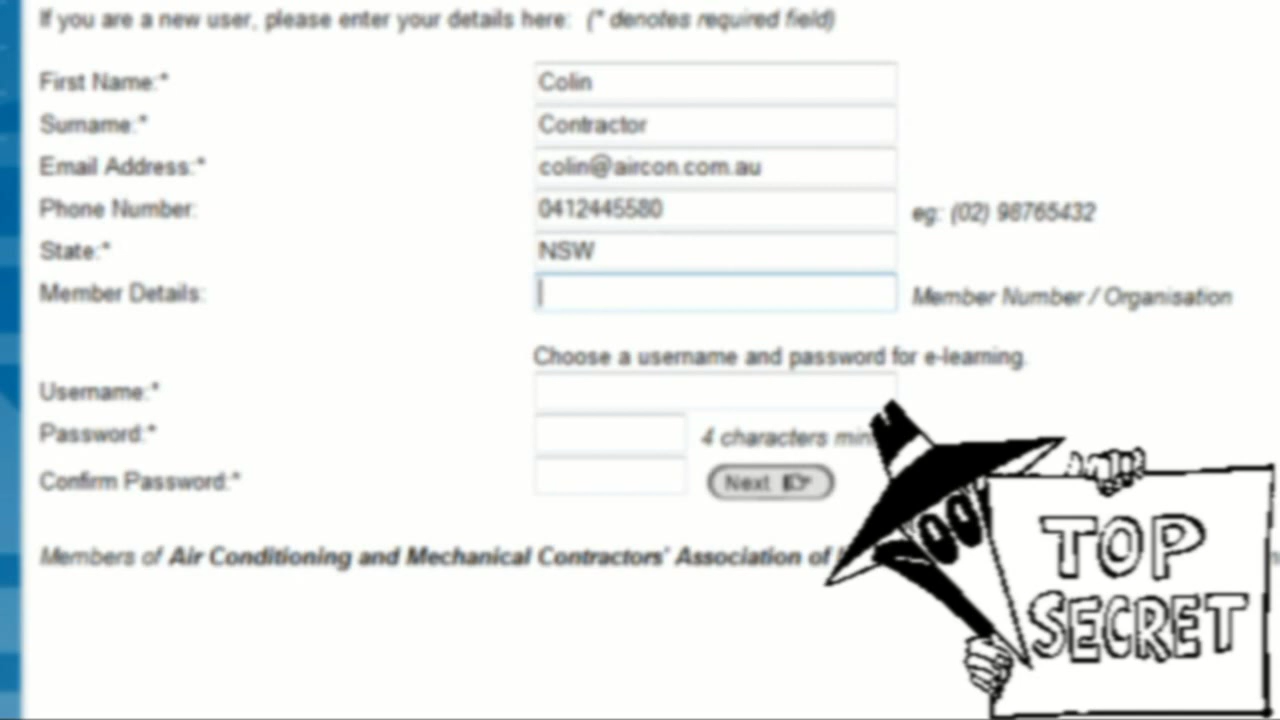 If you are a new user, please enter your details here: (* denotes required field)
First Name:* Colin
Surname:* Contractor
Email Address:* colin@aircon.com.au
Phone Number: 0412445580 eg: (02) 98765432
State:* NSW
Member Details: Member Number / Organisation
Choose a username and password for e-learning.
Username:*
Password:* 4 characters
Confirm Password:* Next
Members of Air Conditioning and Mechanical Contractors' Association of
TOP
SECRET